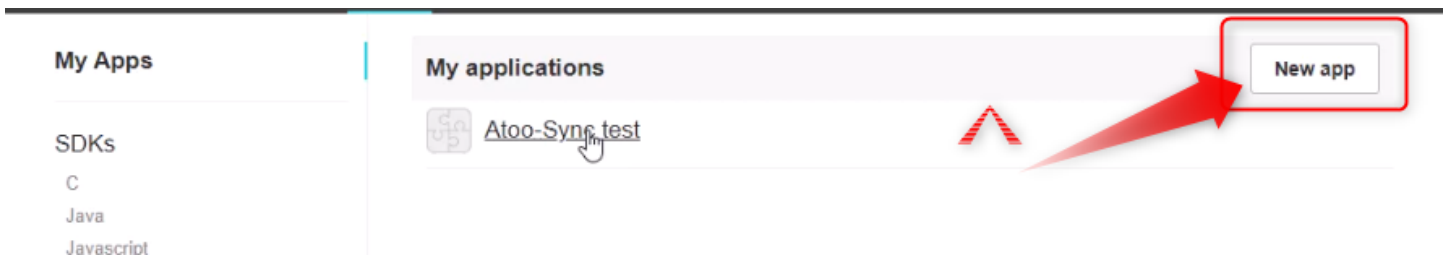 My Apps
My applications
New app
Atoo-Sync test
SDKs
C
Java
Javascript